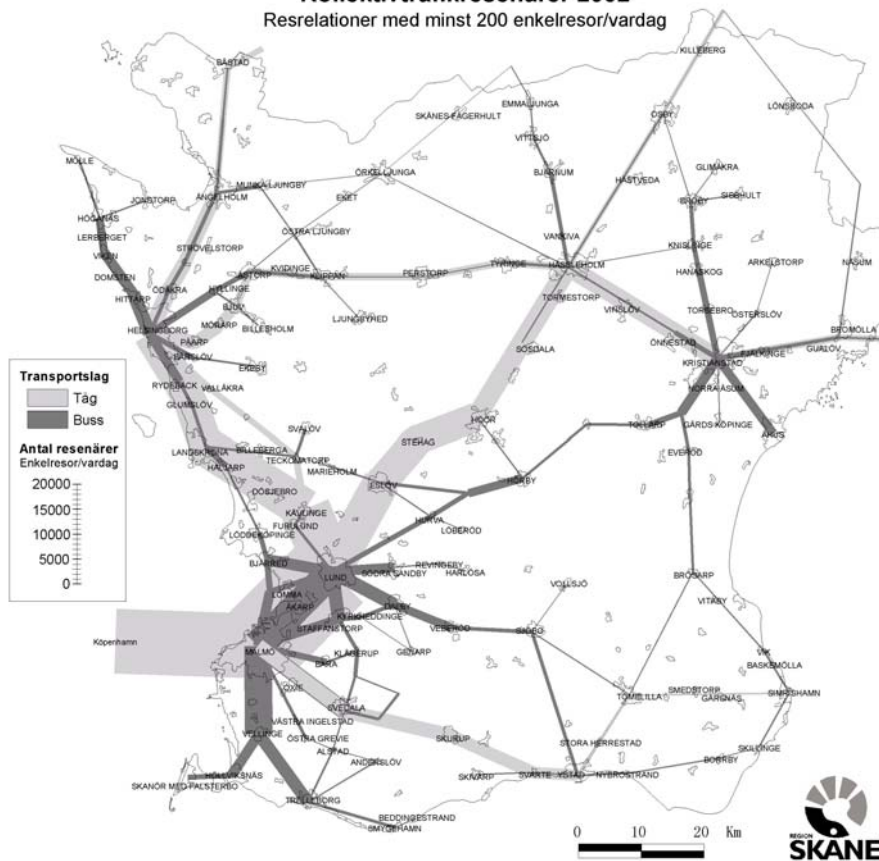 Resrelationer med minst 200 enkelresor/vardag
KILLEBERG
BÅSTAD
EMMALJUNGA
LÖNSBODA
SKÅNES FAGERHULT
OSBY
VITTSJÖ
MÖLLE
GLIMÅKRA
ÖRKELLJUNGA
BJÄRNUM
HÄSTVEDA
MUNKA LJUNGBY
SIBBHULT
JONSTORP
ÄNGELHOLM
EKET
BROBY
HÖGANÄS
LERBERGET
ÖSTRA LJUNGBY
VANKIVA
KNISLINGE
STRÖVELSTORP
VIKEN
ARKELSTORP
NÄSUM
DOMSTEN
KVIDINGE
TYRINGE
HÄSSLEHOLM
HANASKOG
ÅSTORP
KLIPPAN
PERSTORP
ÖDÅKRA
HYLLINGE
HITTARP
TORMESTORP
BJUV
VINSLÖV
TORSEBRO
ÖSTERSLÖV
LJUNGBYHED
MÖRARP
BILLESHOLM
HELSINGBORG
BROMÖLLA
PÅARP
ÖNNESTAD
SÖSDALA
FJÄLKINGE
GUALÖV
BÅRSLÖV
KRISTIANSTAD
EKEBY
Transportslag
Tåg
Buss
RYDEBÄCK
VALLÅKRA
NORRA ÅSUM
GLUMSLÖV
HÖÖR
GÄRDS KÖPINGE
TOLLARP
SVALÖV
ÅHUS
STEHAG
Antal resenärer
Enkelresor/vardag
LANDSKRONA
BILLEBERGA
EVERÖD
TECKOMATORP
HÄLJARP
MARIEHOLM
HÖRBY
20000
ESLÖV
DÖSJEBRO
15000
KÄVLINGE
HURVA
FURULUND
LÖBERÖD
10000
LÖDDEKÖPINGE
5000
BJÄRRED
REVINGEBY
0
LUND
SÖDRA SANDBY
HARLÖSA
BRÖSARP
VOLLSJÖ
LOMMA
VITABY
ÅKARP
DALBY
KYRKHEDDINGE
STAFFANSTORP
VEBERÖD
SJÖBO
Köpenhamn
MALMÖ
GENARP
KLÅGERUP
VIK
BARA
BASKEMÖLLA
OXIE
TOMELILLA
SMEDSTORP
SIMRISHAMN
GÄRSNÄS
SVEDALA
VÄSTRA INGELSTAD
VELLINGE
ÖSTRA GREVIE
SKURUP
STORA HERRESTAD
SKILLINGE
ALSTAD
BORRBY
ANDERSLÖV
HÖLLVIKSNÄS
SKIVARP
SVARTE
YSTAD
NYBROSTRAND
SKANÖR MED FALSTERBO
TRELLEBORG
BEDDINGESTRAND
SMYGEHAMN
0 10 20 Km
REGION
SKÅNE